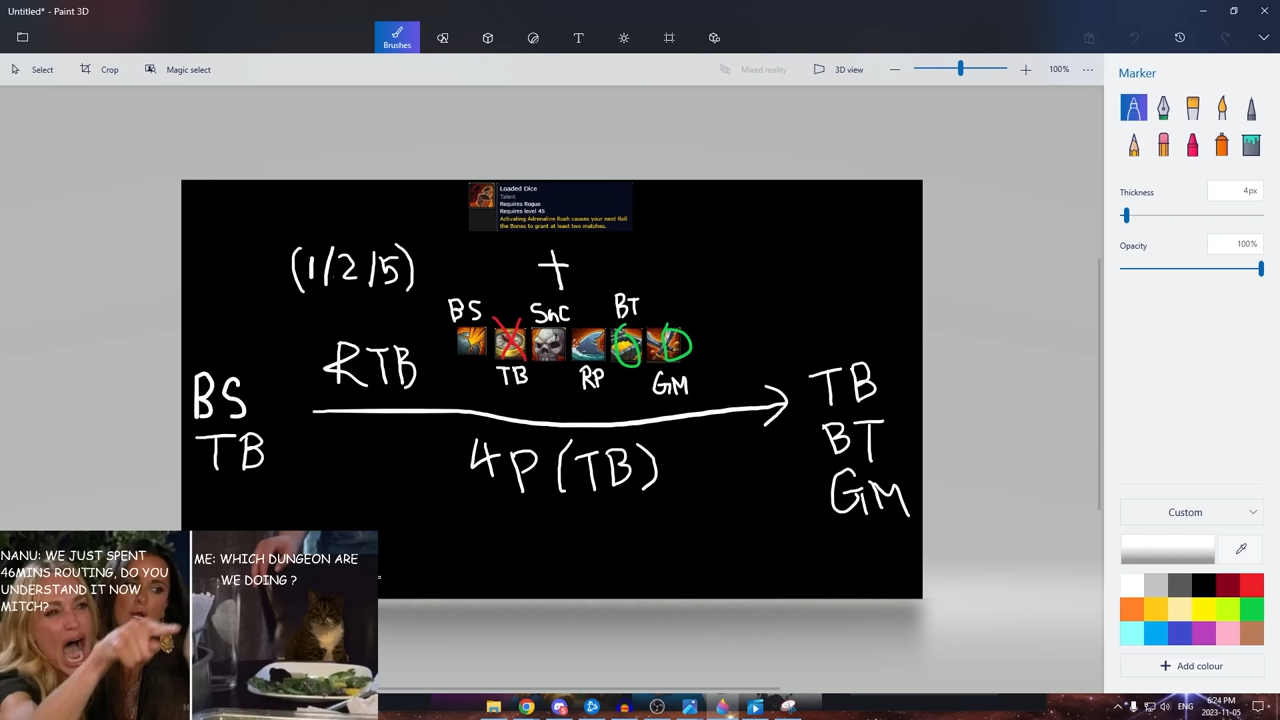 Untitled* - Paint 3D
Brushes
Select
Crop
Magic select
Mixed reality
3D view
100%
Marker
Thickness
4px
Opacity
100%
Loaded Dice
Talent
Requires Rogue
Requires level 45
Activating Adrenaline Rush causes your next Roll
the Bones to grant at least two matches.
(1/2/5)
+
BS
SnC
BT
RTB
TB
RP
GM
BS
TB
4P (TB)
TB
BT
GM
Custom
Add colour
NANU: WE JUST SPENT
46MINS ROUTING, DO YOU
UNDERSTAND IT NOW
MITCH?
ME: WHICH DUNGEON ARE
WE DOING ?
6:24 PM
2023-11-05